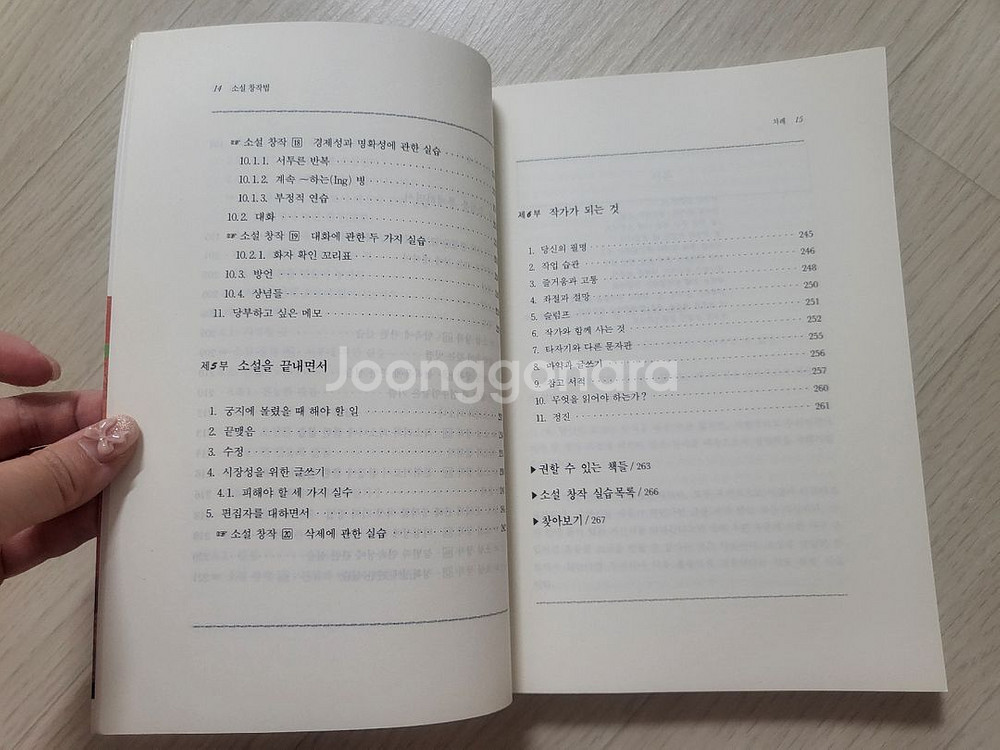 14 소설 창작법
☞ 소설 창작 18 경제성과 명확성에 관한 실습
10.1.1. 서투른 반복
10.1.2. 계속 ~하는(Ing) 병
10.1.3. 부정적 연습
10.2. 대화
☞ 소설 창작 19 대화에 관한 두 가지 실습
10.2.1. 화자 확인 꼬리표
10.3. 방언
10.4. 상념들
11. 당부하고 싶은 메모
제5부 소설을 끝내면서
1. 궁지에 몰렸을 때 해야 할 일
2. 끝맺음
3. 수정
4. 시장성을 위한 글쓰기
4.1. 피해야 할 세 가지 실수
5. 편집자를 대하면서
☞ 소설 창작 20 삭제에 관한 실습
차례 15
제6부 작가가 되는 것
1. 당신의 필명 245
2. 작업 습관 246
3. 즐거움과 고통 248
4. 좌절과 절망 250
5. 슬럼프 251
6. 작가와 함께 사는 것 252
7. 타자기와 다른 문자판 255
8. 마약과 글쓰기 256
9. 참고 서적 257
10. 무엇을 읽어야 하는가? 260
11. 정진 261
▶권할 수 있는 책들/263
▶소설 창작 실습목록/266
▶찾아보기/267
Joonggonara